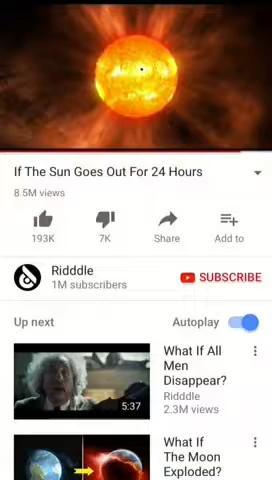 If The Sun Goes Out For 24 Hours
8.5M views
193K
7K
Share
Add to
Ridddle
1M subscribers
SUBSCRIBE
Up next
Autoplay
What If All
Men
Disappear?
Ridddle
2.3M views
5:37
What If
The Moon
Exploded?